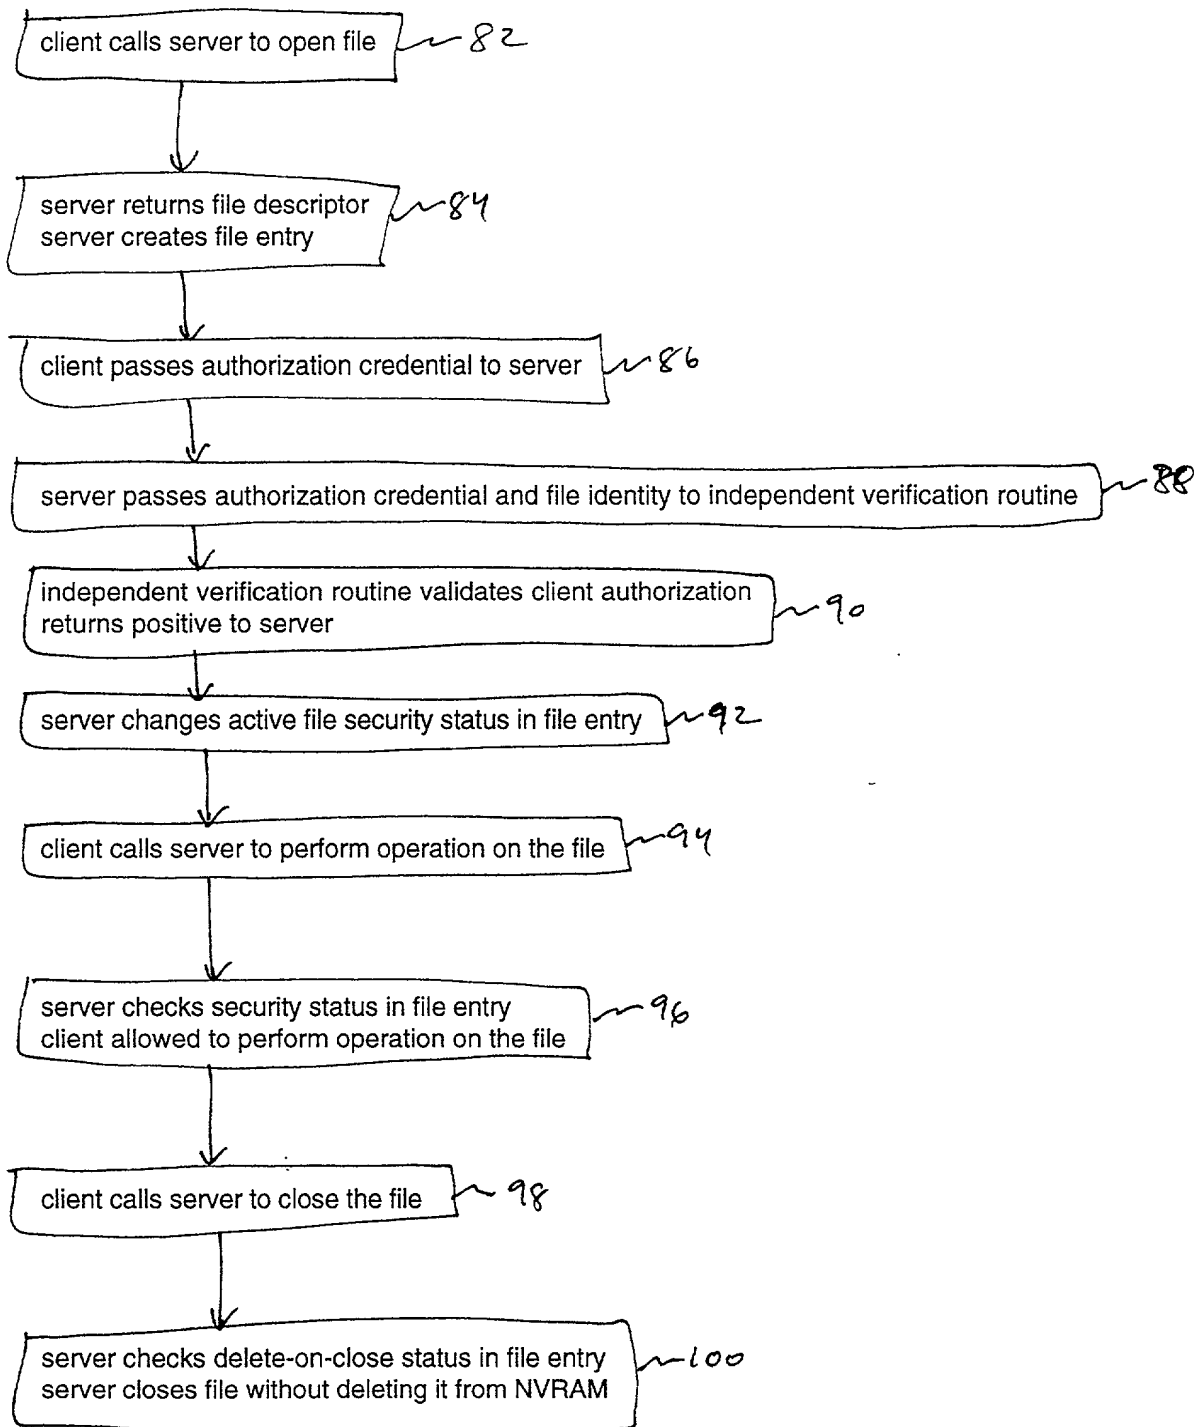 client calls server to open file 82
server returns file descriptor 84
server creates file entry
client passes authorization credential to server 86
server passes authorization credential and file identity to independent verification routine 88
independent verification routine validates client authorization 90
returns positive to server
server changes active file security status in file entry 92
client calls server to perform operation on the file 94
server checks security status in file entry 96
client allowed to perform operation on the file
client calls server to close the file 98
server checks delete-on-close status in file entry 100
server closes file without deleting it from NVRAM